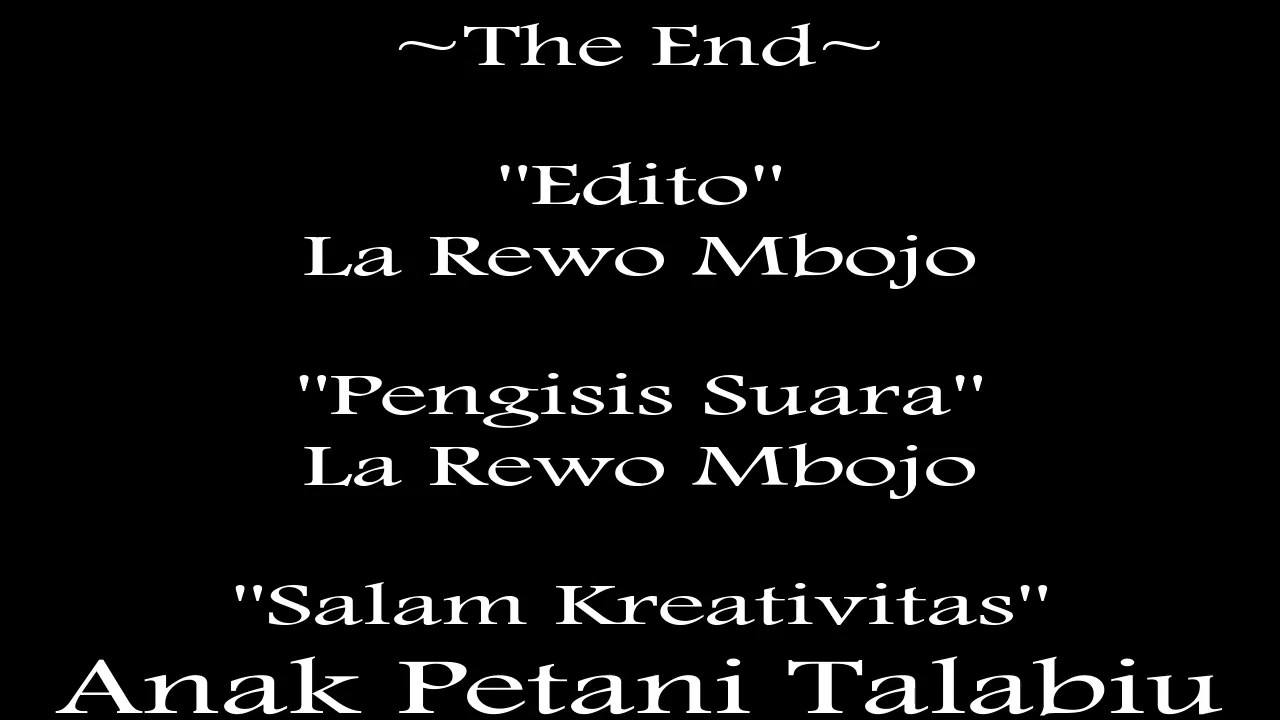 ~The End~
"Edito"
La Rewo Mbojo
"Pengisis Suara"
La Rewo Mbojo
"Salam Kreativitas"
Anak Petani Talabiu